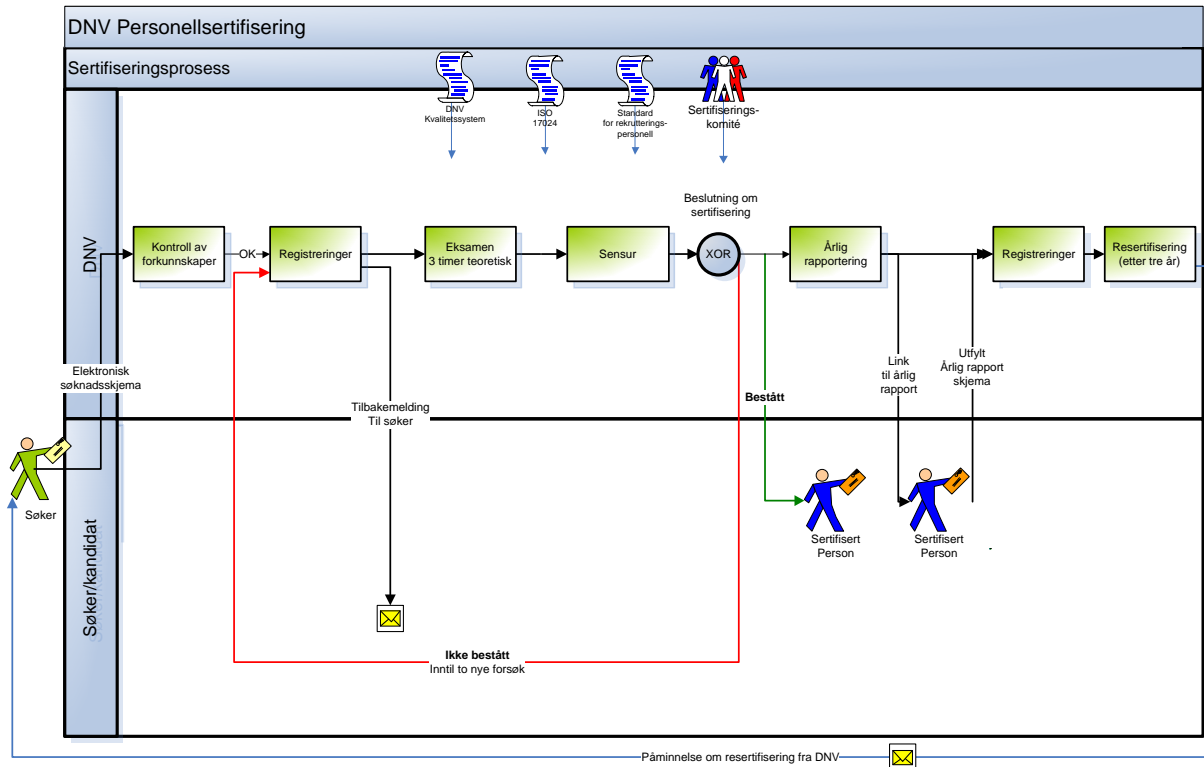 DNV Personellsertifisering
Sertifiseringsprosess
DNV
Kvalitetssystem
ISO
17024
Standard
for rekrutterings-
personell
Sertifiserings-
komité
DNV
Kontroll av
forkunnskaper
OK
Registreringer
Eksamen
3 timer teoretisk
Sensur
Beslutning om
sertifisering
XOR
Årlig
rapportering
Registreringer
Resertifisering
(etter tre år)
Elektronisk
søknadsskjema
Tilbakemelding
Til søker
Bestått
Link
til årlig
rapport
Utfylt
Årlig rapport
skjema
Søker/kandidat
Søker
Sertifisert
Person
Sertifisert
Person
Ikke bestått
Inntil to nye forsøk
Påminnelse om resertifisering fra DNV